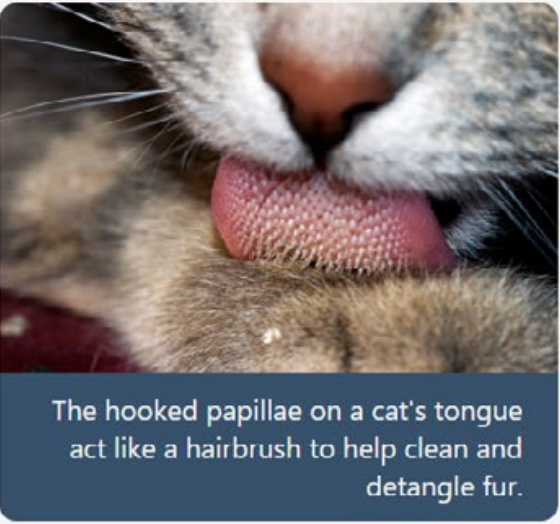 The hooked papillae on a cat's tongue
act like a hairbrush to help clean and
detangle fur.